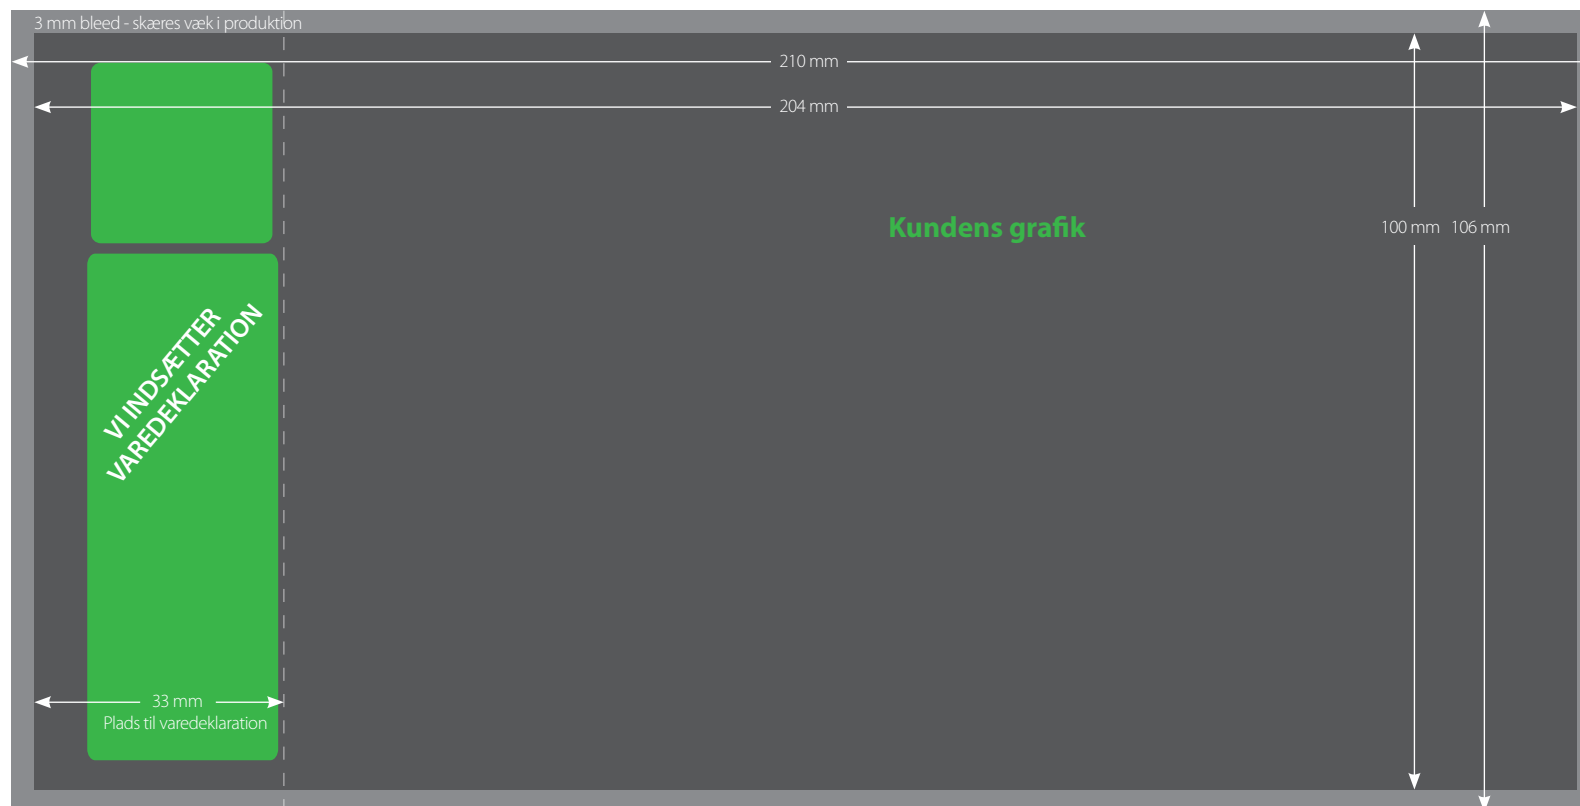 3 mm bleed - skæres væk i produktion
210 mm
204 mm
Kundens grafik
100 mm
106 mm
VI INDSÆTTER
VAREDEKLARATION
33 mm
Plads til varedeklaration